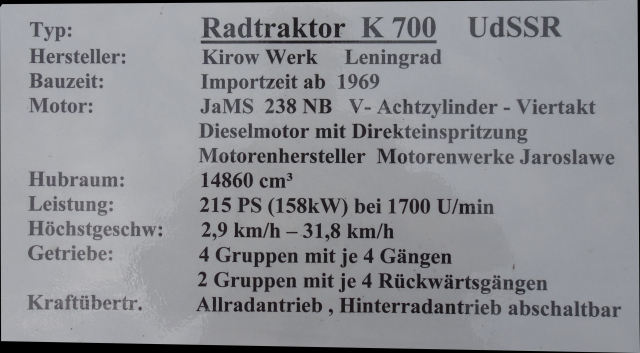 Typ: Radtraktor K 700 UdSSR
Hersteller: Kirow Werk Leningrad
Bauzeit: Importzeit ab 1969
Motor: JaMS 238 NB V- Achtzylinder - Viertakt
Dieselmotor mit Direkteinspritzung
Motorenhersteller Motorenwerke Jaroslawe
Hubraum: 14860 cm³
Leistung: 215 PS (158kW) bei 1700 U/min
Höchstgeschw: 2,9 km/h – 31,8 km/h
Getriebe: 4 Gruppen mit je 4 Gängen
2 Gruppen mit je 4 Rückwärtsgängen
Kraftübertr. Allradantrieb , Hinterradantrieb abschaltbar